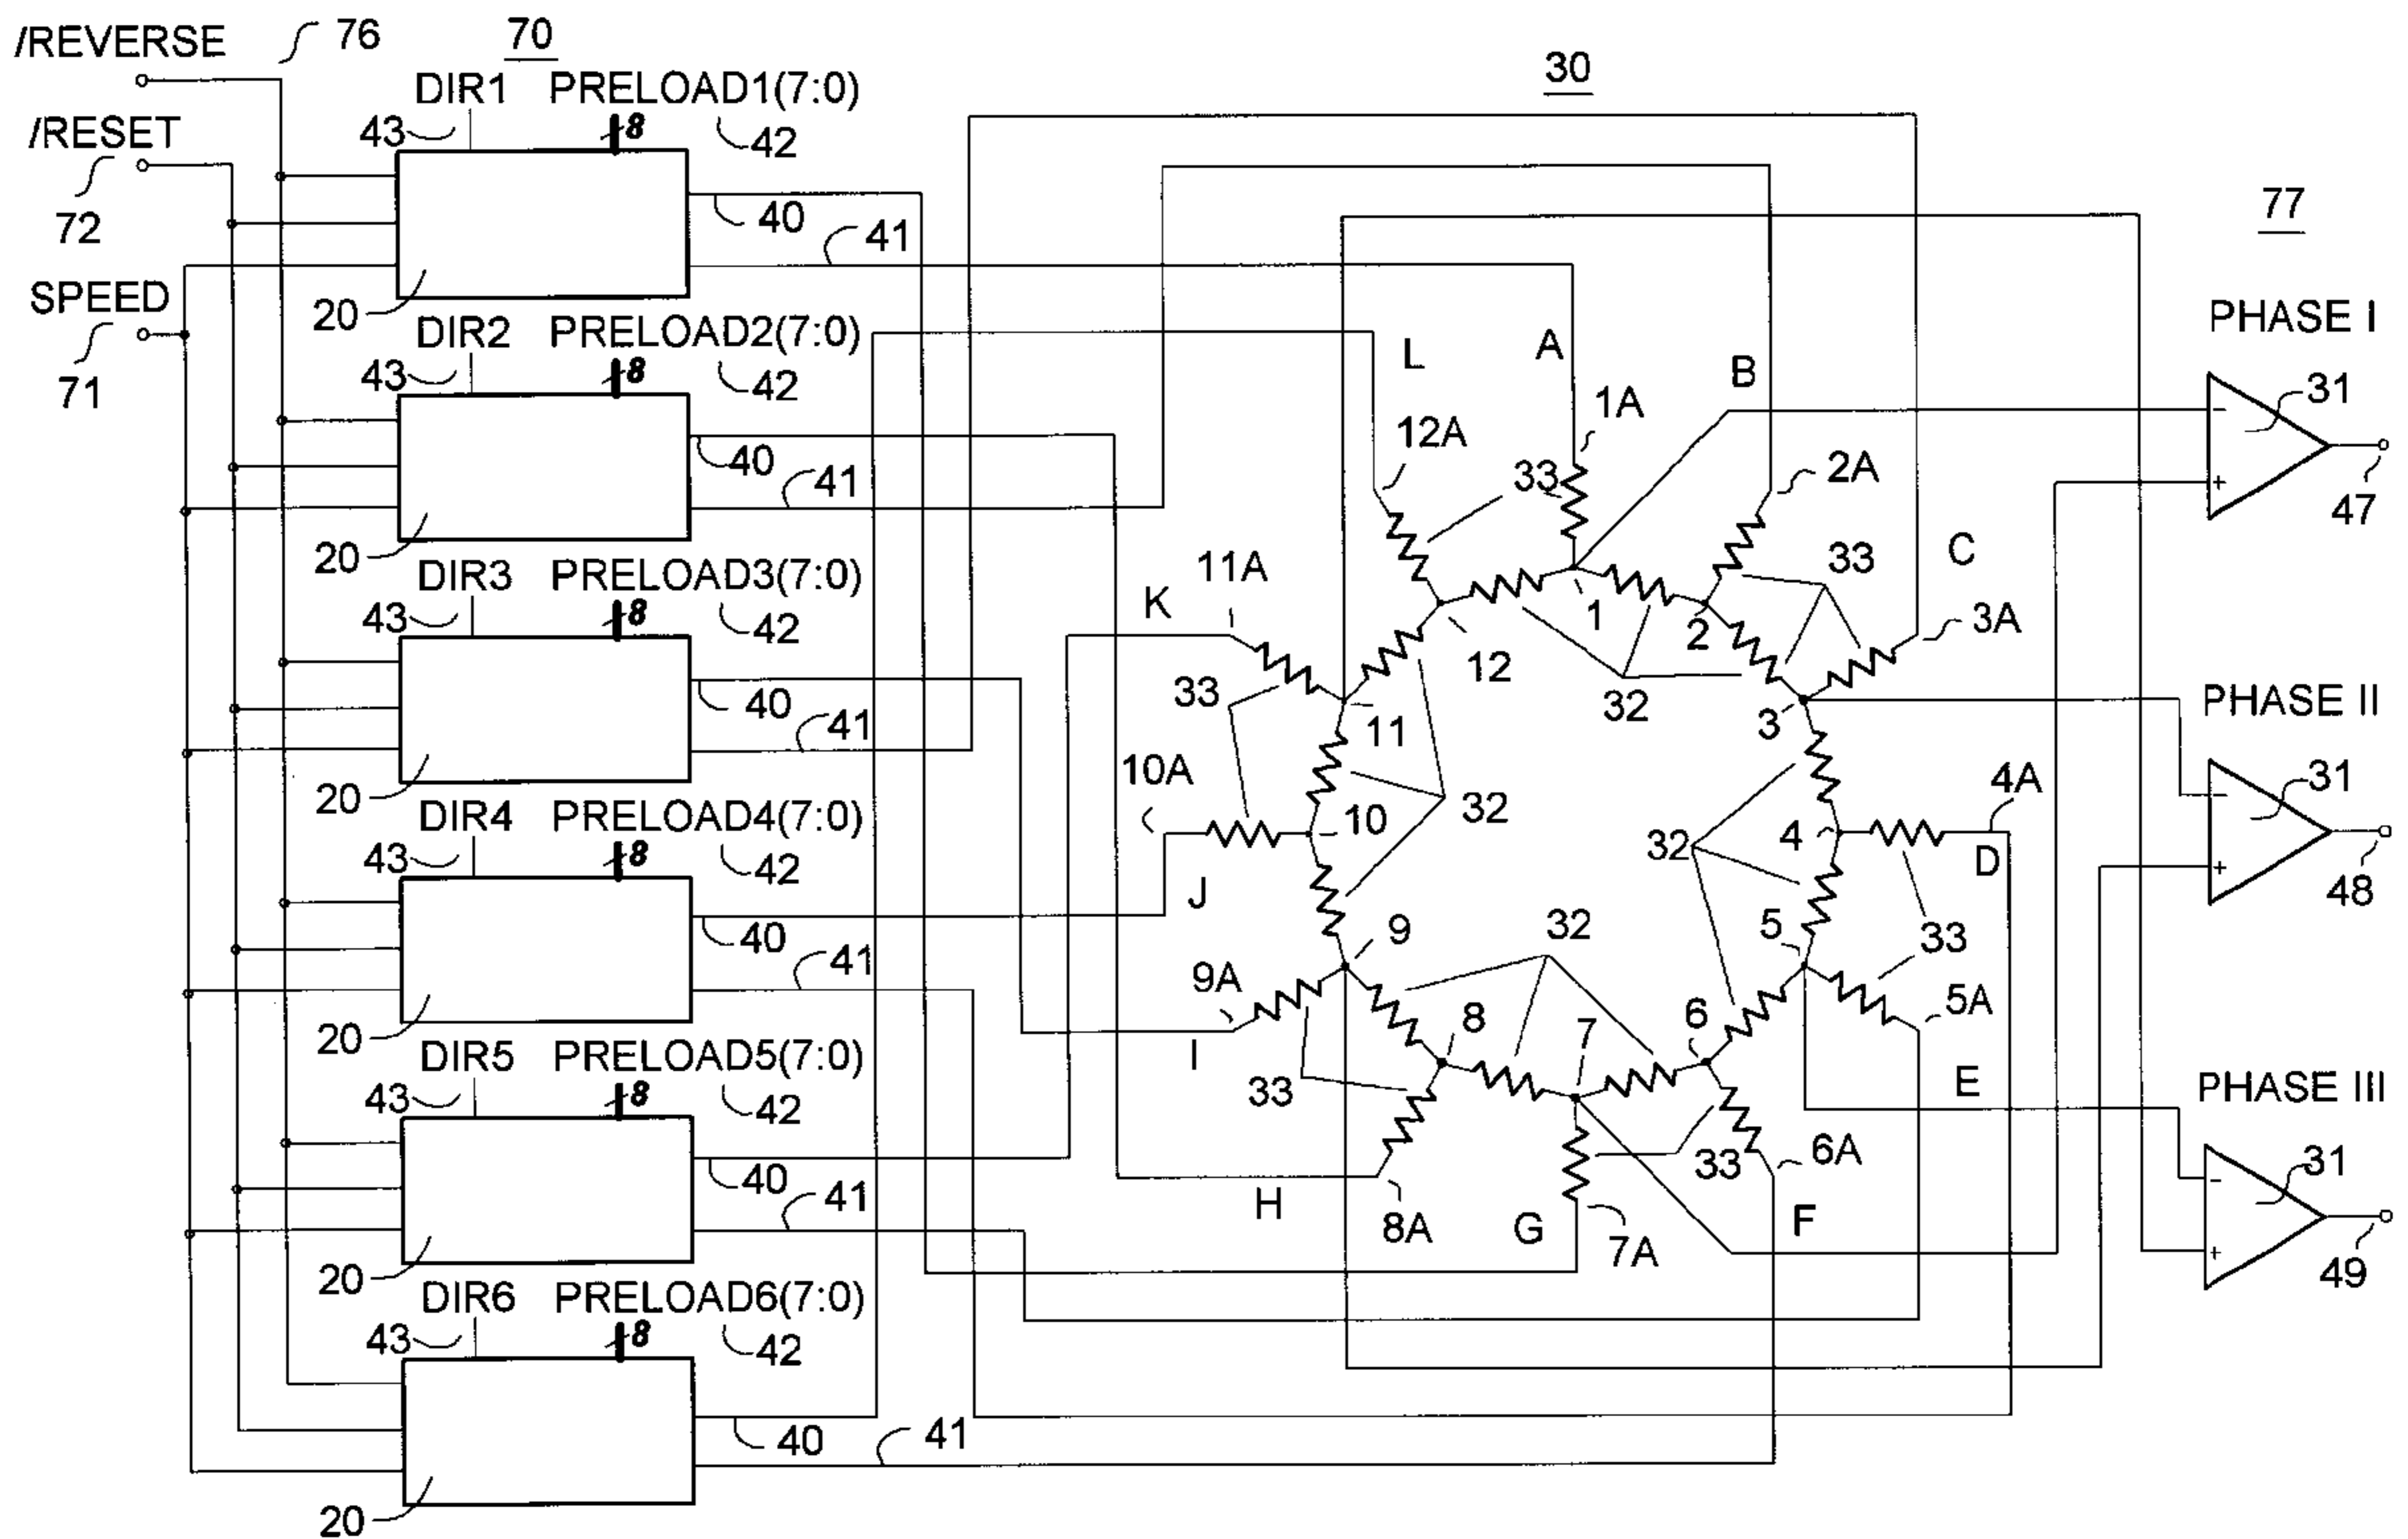 /REVERSE 76 70
DIR1 PRELOAD1(7:0) 30
/RESET 43 8 42
72 40 77
SPEED 20 41
71
DIR2 PRELOAD2(7:0) L A B PHASE I
43 8 42 1A 31
12A 33 2A
40 41 47
20
DIR3 PRELOAD3(7:0) 11A 33 C
43 8 42 K 1 2 3A
40 41 33 12 32 3 PHASE II
20 11
DIR4 PRELOAD4(7:0) 10A 10 32 32 4 4A 31
43 8 42 J D 48
40 41 9 32 5 33
20 9A
DIR5 PRELOAD5(7:0) I 33 8 7 6 5A
43 8 42 E PHASE III
40 41 H 8A G 7A 33 6A F 31
20 49
DIR6 PRELOAD6(7:0)
43 8 42
40 41
20